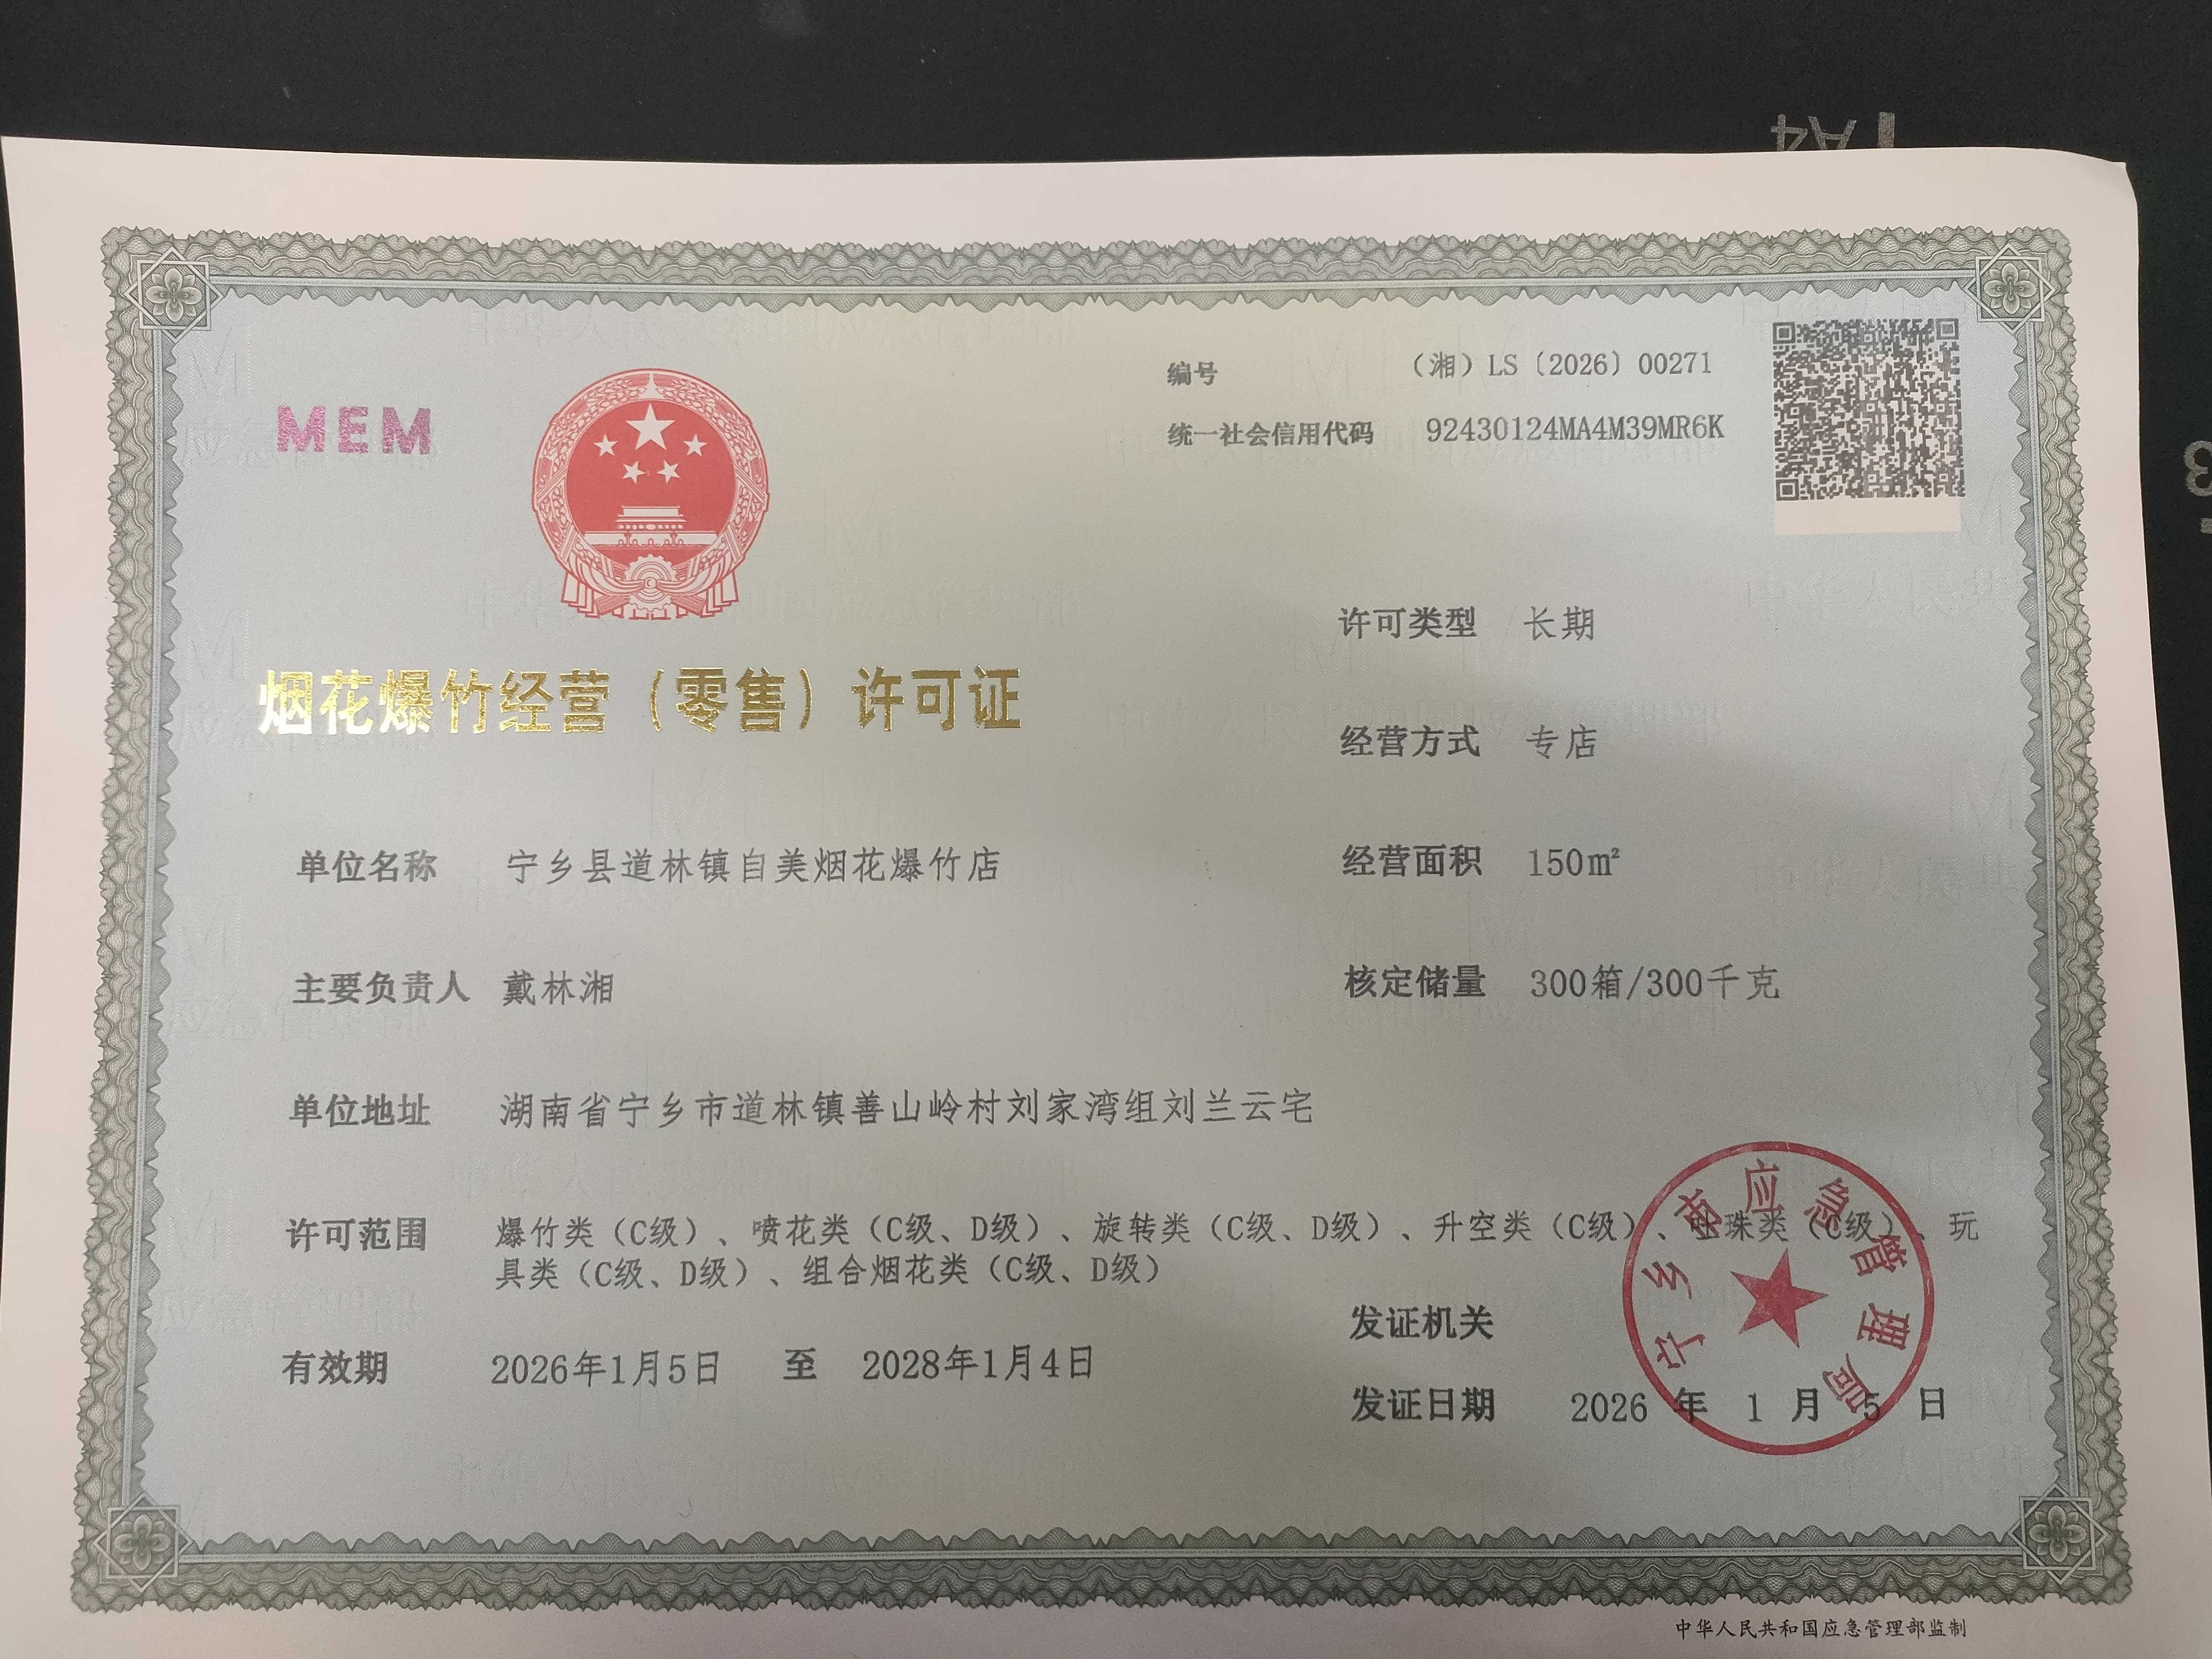 编号 （湘）LS〔2026〕00271
统一社会信用代码 92430124MA4M39MR6K
MEM
烟花爆竹经营（零售）许可证
许可类型 长期
经营方式 专店
单位名称 宁乡县道林镇自美烟花爆竹店
经营面积 150㎡
主要负责人 戴林湘
核定储量 300箱/300千克
单位地址 湖南省宁乡市道林镇善山岭村刘家湾组刘兰云宅
许可范围 爆竹类（C级）、喷花类（C级、D级）、旋转类（C级、D级）、升空类（C级）、吐珠类（C级）、玩
具类（C级、D级）、组合烟花类（C级、D级）
发证机关
宁乡市应急管理局
有效期 2026年1月5日 至 2028年1月4日
发证日期 2026 年 1 月 5 日
中华人民共和国应急管理部监制
A4